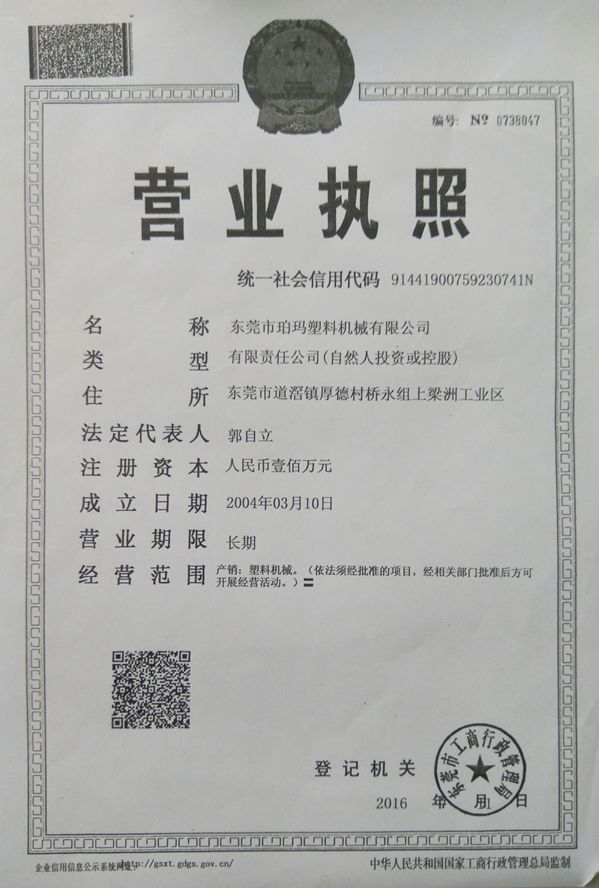 编号: Nº 0738047
营业执照
统一社会信用代码 91441900759230741N
名称 东莞市珀玛塑料机械有限公司
类型 有限责任公司(自然人投资或控股)
住所 东莞市道滘镇厚德村桥永组上梁洲工业区
法定代表人 郭自立
注册资本 人民币壹佰万元
成立日期 2004年03月10日
营业期限 长期
经营范围 产销：塑料机械。（依法须经批准的项目，经相关部门批准后方可
开展经营活动。）
东莞市工商行政管理局
登记机关
2016 年 月 日
企业信用信息公示系统网址: http://gsxt.gdgs.gov.cn/
中华人民共和国国家工商行政管理总局监制